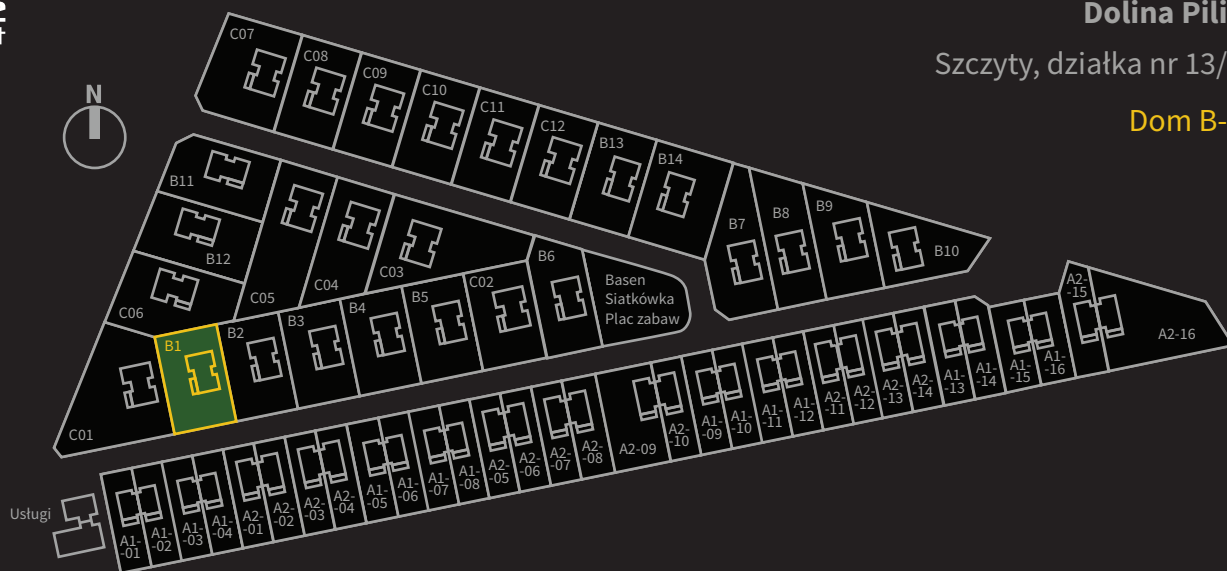 Dolina Pili
Szczyty, działka nr 13/
Dom B-
N
C07
C08
C09
C10
C11
C12
B13
B14
B7
B8
B9
B10
B11
B12
C06
C05
C04
C03
B6
Basen
Siatkówka
Plac zabaw
C02
B5
B4
B3
B2
B1
C01
Usługi
A1-
-01
A1-
-02
A1-
-03
A1-
-04
A2-
-01
A2-
-02
A2-
-03
A2-
-04
A1-
-05
A1-
-06
A1-
-07
A1-
-08
A2-
-05
A2-
-06
A2-
-07
A2-
-08
A2-09
A2-
-10
A1-
-09
A1-
-10
A1-
-11
A1-
-12
A2-
-11
A2-
-12
A2-
-13
A2-
-14
A1-
-13
A1-
-14
A1-
-15
A1-
-16
A2-
-15
A2-16